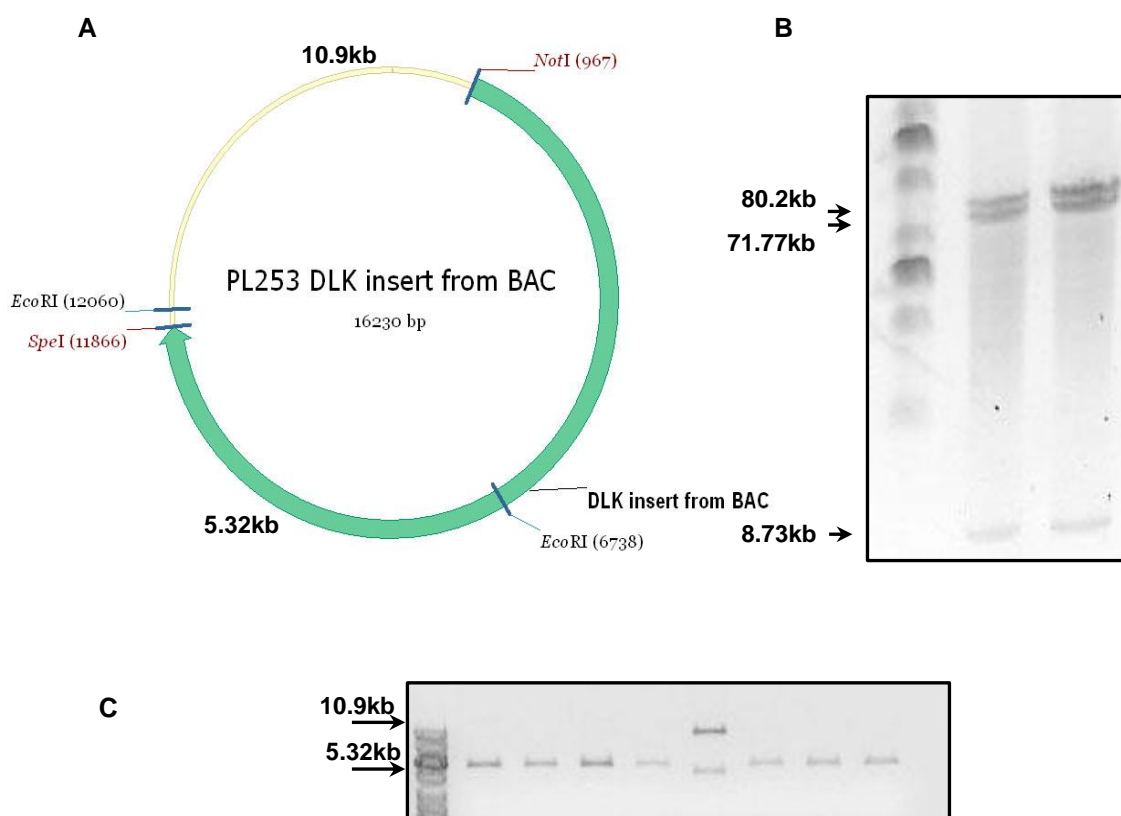 A
B
10.9kb
NotI (967)
80.2kb
71.77kb
PL253 DLK insert from BAC
16230 bp
EcoRI (12060)
SpeI (11866)
DLK insert from BAC
5.32kb
EcoRI (6738)
8.73kb
C
10.9kb
5.32kb